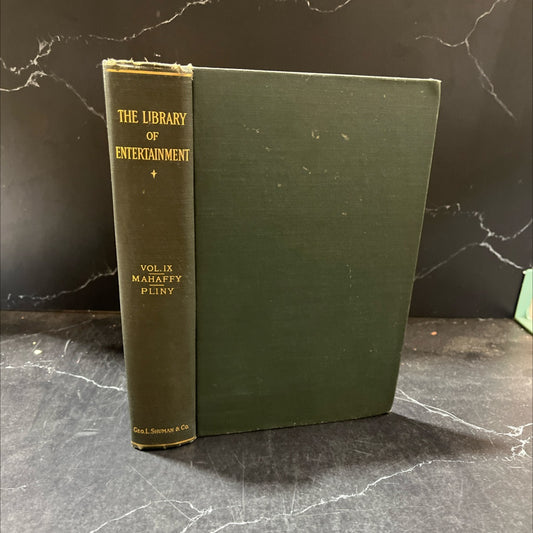 THE LIBRARY
OF
ENTERTAINMENT
VOL. IX
MAHAFFY
PLINY
GEO. L. SHUMAN & CO.